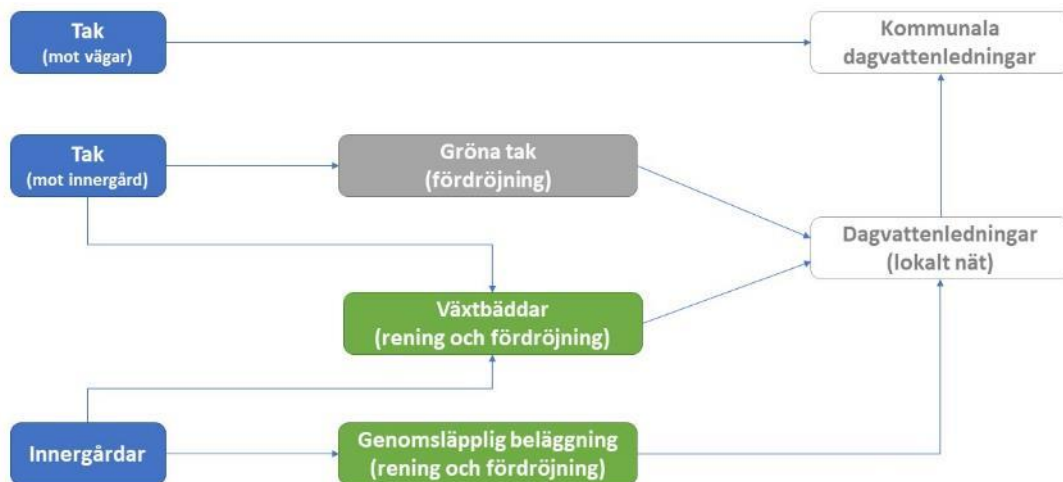 Tak
(mot vägar)
Kommunala
dagvattenledningar
Tak
(mot innergård)
Gröna tak
(fördröjning)
Dagvattenledningar
(lokalt nät)
Växtbäddar
(rening och fördröjning)
Innergårdar
Genomsläpplig beläggning
(rening och fördröjning)